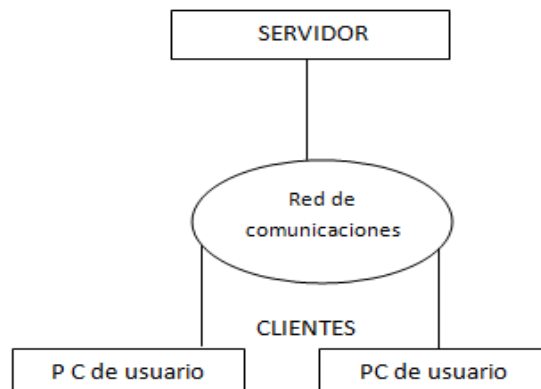 SERVIDOR
Red de
comunicaciones
CLIENTES
P C de usuario
PC de usuario